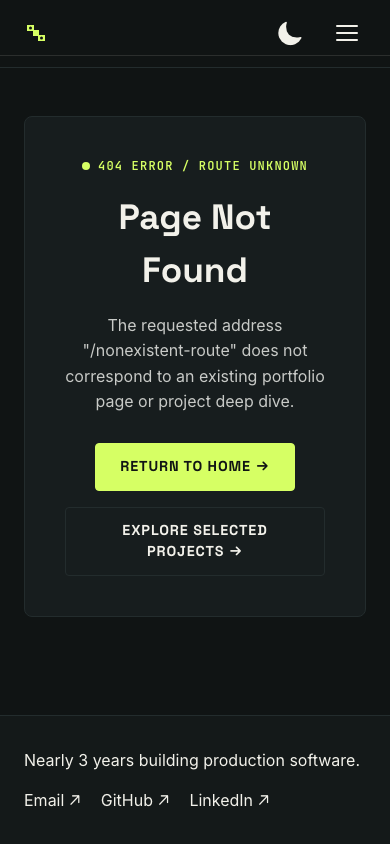 404 ERROR / ROUTE UNKNOWN
Page Not
Found
The requested address
"/nonexistent-route" does not
correspond to an existing portfolio
page or project deep dive.
RETURN TO HOME →
EXPLORE SELECTED
PROJECTS →
Nearly 3 years building production software.
Email ↗ GitHub ↗ LinkedIn ↗